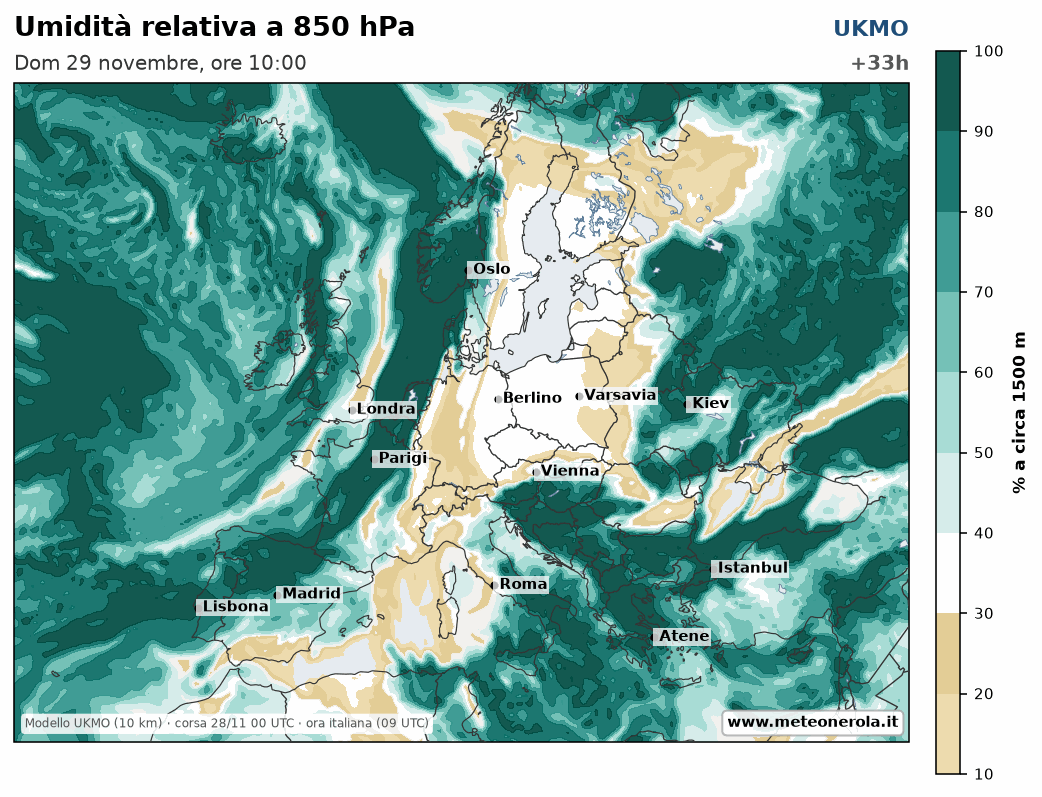 Umidità relativa a 850 hPa
UKMO
Dom 29 novembre, ore 10:00
+33h
100
90
80
70
60
50
40
30
20
10
% a circa 1500 m
Oslo
Londra
Berlino
Varsavia
Kiev
Parigi
Vienna
Istanbul
Roma
Madrid
Lisbona
Atene
Modello UKMO (10 km) · corsa 28/11 00 UTC · ora italiana (09 UTC)
www.meteonerola.it